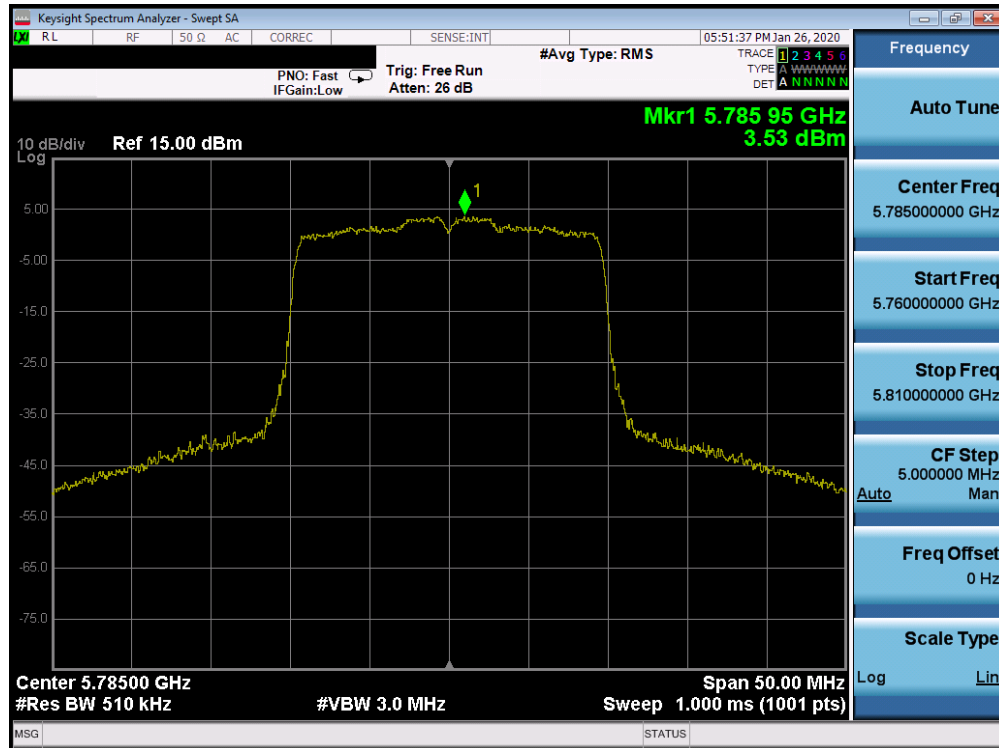 Keysight Spectrum Analyzer - Swept SA
LXI RL RF 50 Ω AC CORREC SENSE:INT 05:51:37 PM Jan 26, 2020
#Avg Type: RMS TRACE 1 2 3 4 5 6
PNO: Fast Trig: Free Run TYPE A WWWWW
IFGain:Low Atten: 26 dB DET A N N N N N
Mkr1 5.785 95 GHz
3.53 dBm
10 dB/div Ref 15.00 dBm
Log
1
5.00
-5.00
-15.0
-25.0
-35.0
-45.0
-55.0
-65.0
-75.0
Center 5.78500 GHz Span 50.00 MHz
#Res BW 510 kHz #VBW 3.0 MHz Sweep 1.000 ms (1001 pts)
MSG STATUS
Frequency
Auto Tune
Center Freq
5.785000000 GHz
Start Freq
5.760000000 GHz
Stop Freq
5.810000000 GHz
CF Step
5.000000 MHz
Auto Man
Freq Offset
0 Hz
Scale Type
Log Lin